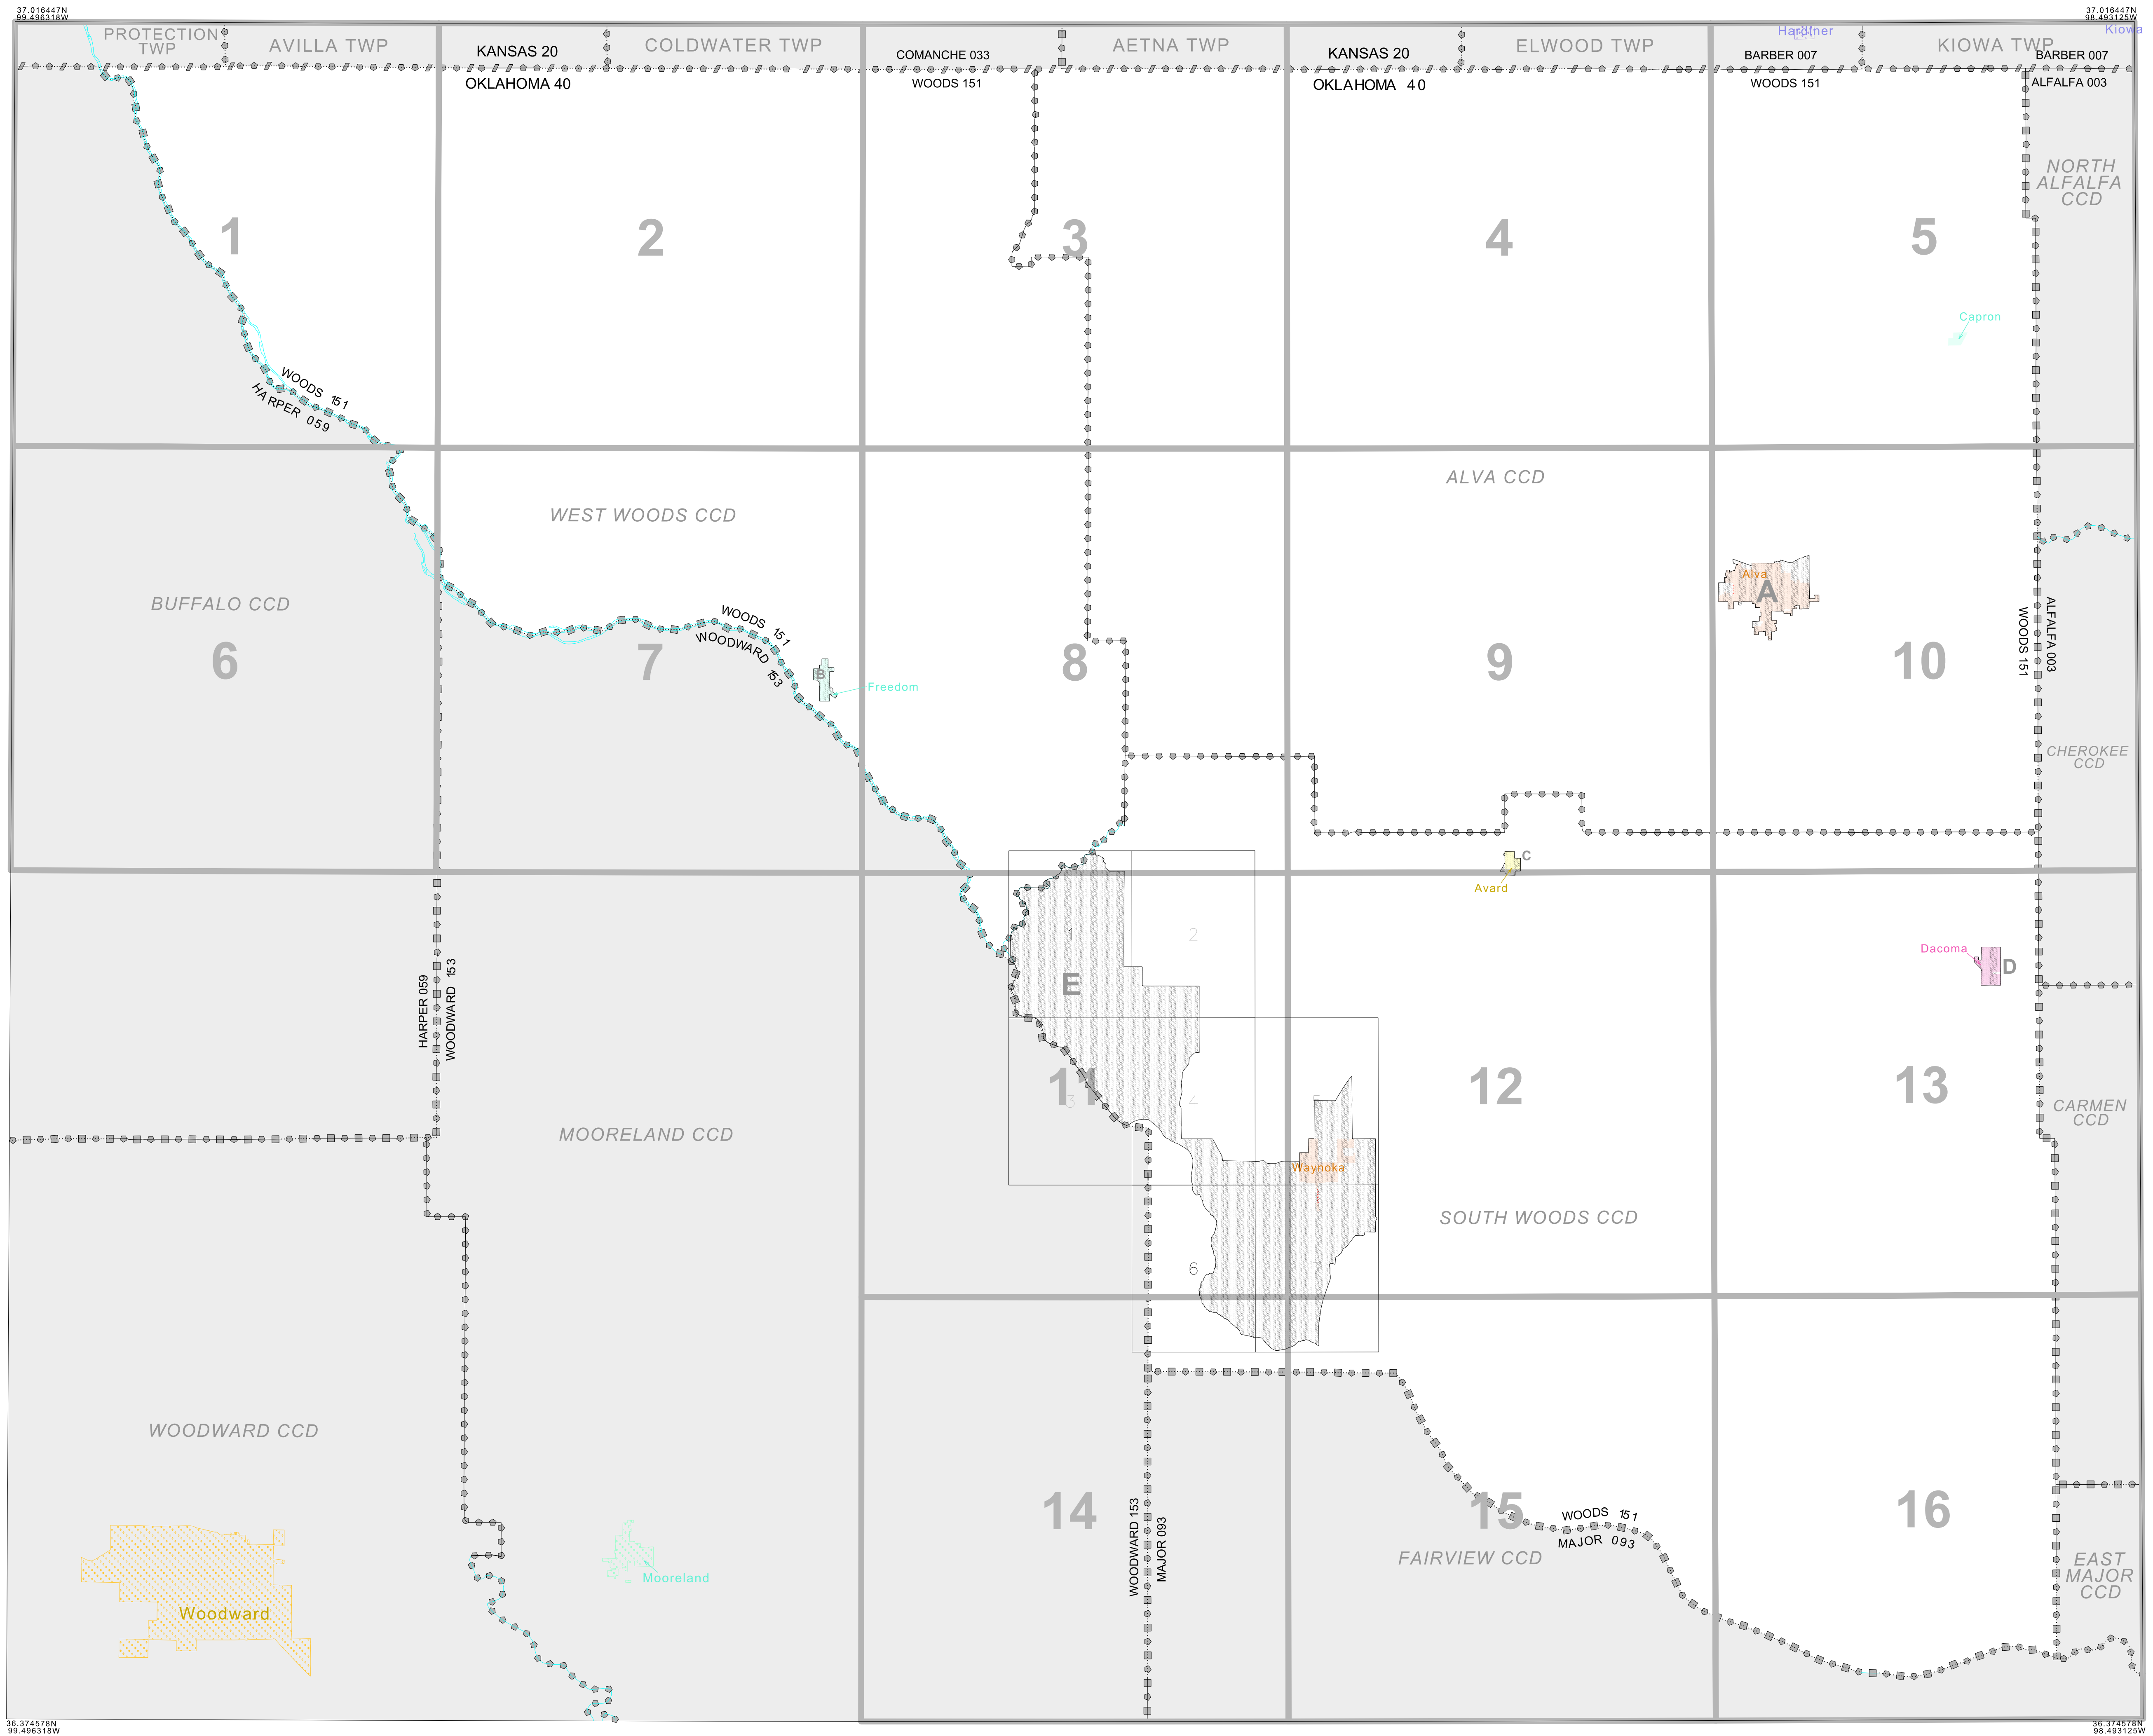 37.016447N
99.496318W
37.016447N
98.493125W
PROTECTION
TWP
AVILLA TWP
KANSAS 20
COLDWATER TWP
COMANCHE 033
AETNA TWP
KANSAS 20
ELWOOD TWP
Hardtner
BARBER 007
KIOWA TWP
Kiowa
BARBER 007
OKLAHOMA 40
WOODS 151
OKLAHOMA 40
WOODS 151
ALFALFA 003
NORTH
ALFALFA
CCD
1
2
3
4
5
Capron
WOODS 151
HARPER 059
WEST WOODS CCD
ALVA CCD
BUFFALO CCD
Alva
A
WOODS 151
WOODWARD 153
WOODS 151
ALFALFA 003
6
7
B
Freedom
8
9
10
CHEROKEE
CCD
C
Avard
1
2
E
Dacoma
D
HARPER 059
WOODWARD 153
11
3
4
5
12
13
CARMEN
CCD
MOORELAND CCD
Waynoka
SOUTH WOODS CCD
6
7
WOODWARD CCD
14
15
16
WOODWARD 153
MAJOR 093
WOODS 151
MAJOR 093
FAIRVIEW CCD
EAST
MAJOR
CCD
Mooreland
Woodward
36.374578N
99.496318W
36.374578N
98.493125W